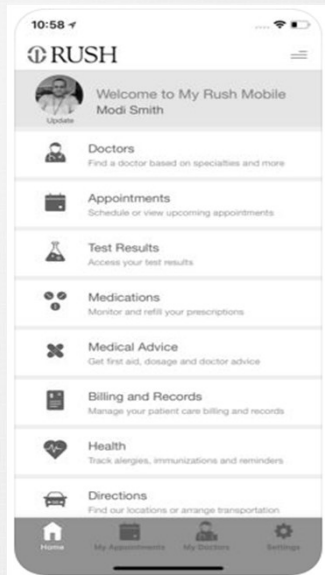 10:58
RUSH
Welcome to My Rush Mobile
Modi Smith
Update
Doctors
Find a doctor based on specialties and more
Appointments
Schedule or view upcoming appointments
Test Results
Access your test results
Medications
Monitor and refill your prescriptions
Medical Advice
Get first aid, dosage and doctor advice
Billing and Records
Manage your patient care billing and records
Health
Track alergies, immunizations and reminders
Directions
Find our locations or arrange transportation
Home
My Appointments
My Doctors
Settings